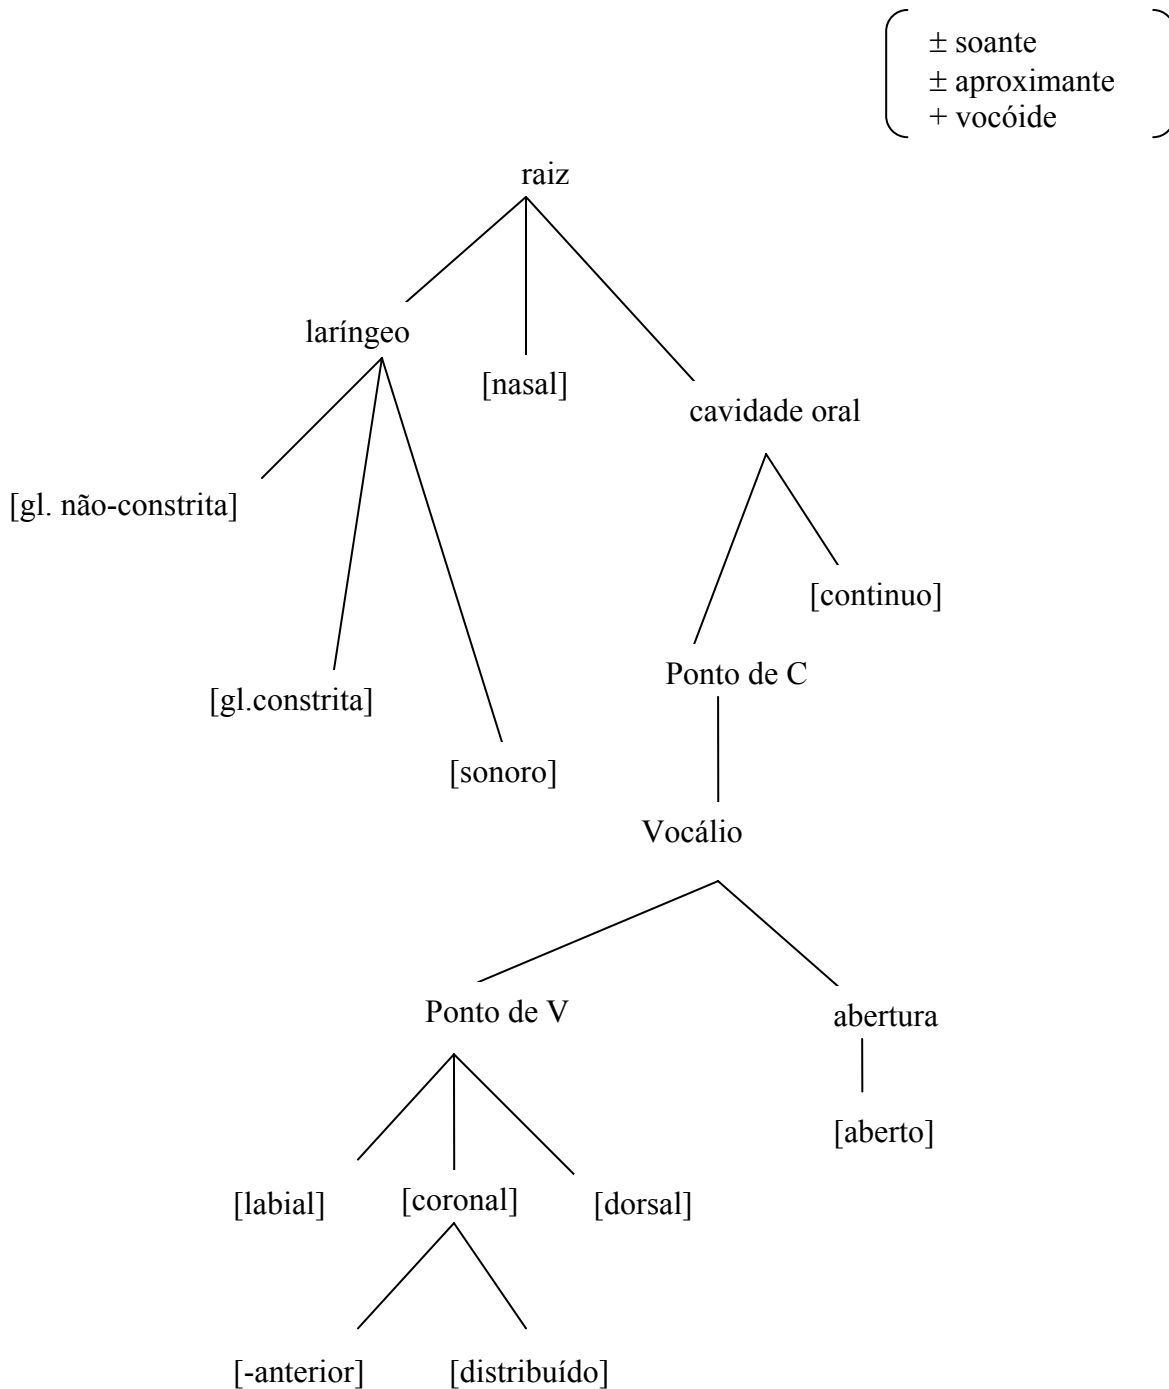 ± soante
± aproximante
+ vocóide
raiz
laríngeo
[nasal]
cavidade oral
[gl. não-constrita]
[continuo]
Ponto de C
[gl.constrita]
[sonoro]
Vocálio
Ponto de V
abertura
[aberto]
[labial]
[coronal]
[dorsal]
[-anterior]
[distribuído]